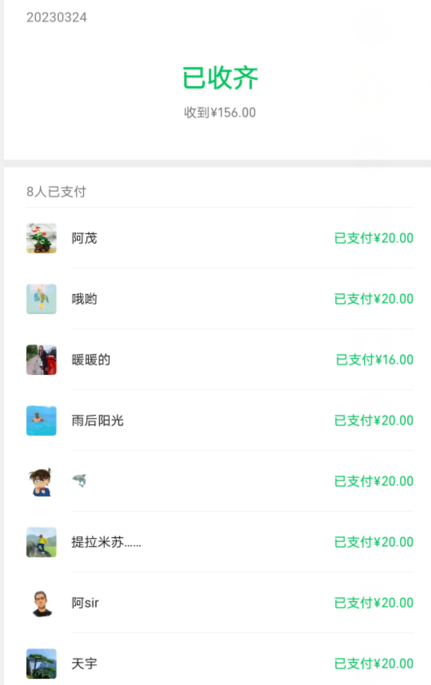 20230324
已收齐
收到¥156.00
8人已支付
阿茂 已支付¥20.00
哦哟 已支付¥20.00
暖暖的 已支付¥16.00
雨后阳光 已支付¥20.00
🦈 已支付¥20.00
提拉米苏…… 已支付¥20.00
阿sir 已支付¥20.00
天宇 已支付¥20.00